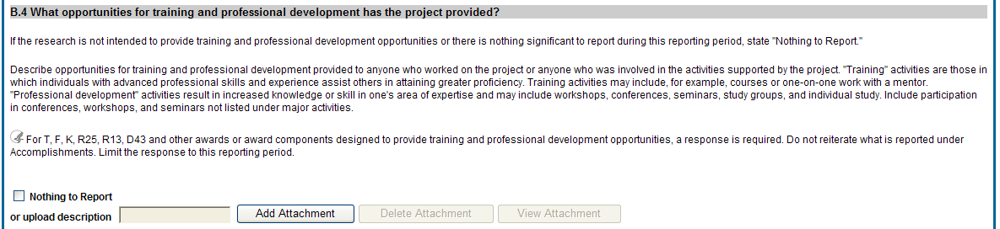 B.4 What opportunities for training and professional development has the project provided?
If the research is not intended to provide training and professional development opportunities or there is nothing significant to report during this reporting period, state "Nothing to Report."
Describe opportunities for training and professional development provided to anyone who worked on the project or anyone who was involved in the activities supported by the project. "Training" activities are those in
which individuals with advanced professional skills and experience assist others in attaining greater proficiency. Training activities may include, for example, courses or one-on-one work with a mentor.
"Professional development" activities result in increased knowledge or skill in one's area of expertise and may include workshops, conferences, seminars, study groups, and individual study. Include participation
in conferences, workshops, and seminars not listed under major activities.
For T, F, K, R25, R13, D43 and other awards or award components designed to provide training and professional development opportunities, a response is required. Do not reiterate what is reported under
Accomplishments. Limit the response to this reporting period.
Nothing to Report
or upload description Add Attachment Delete Attachment View Attachment